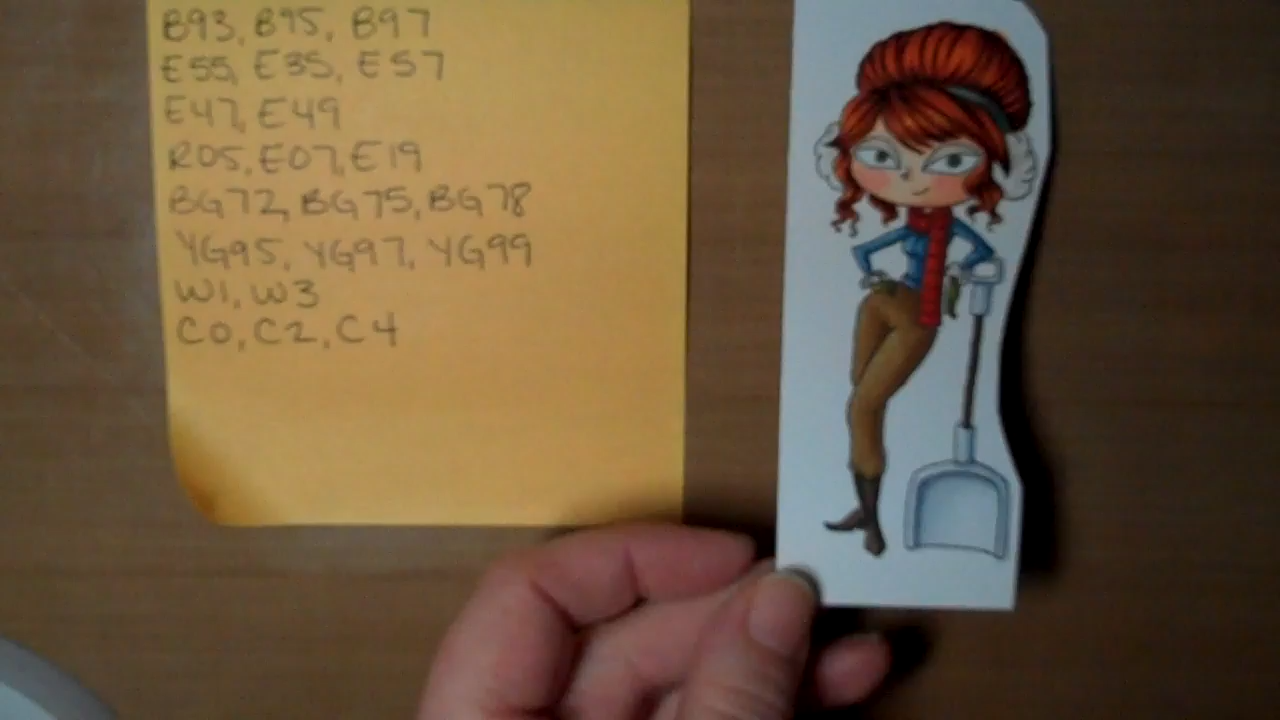 B93, B95, B97
E55, E35, E57
E47, E49
R05, E07, E19
BG72, BG75, BG78
YG95, YG97, YG99
W1, W3
C0, C2, C4